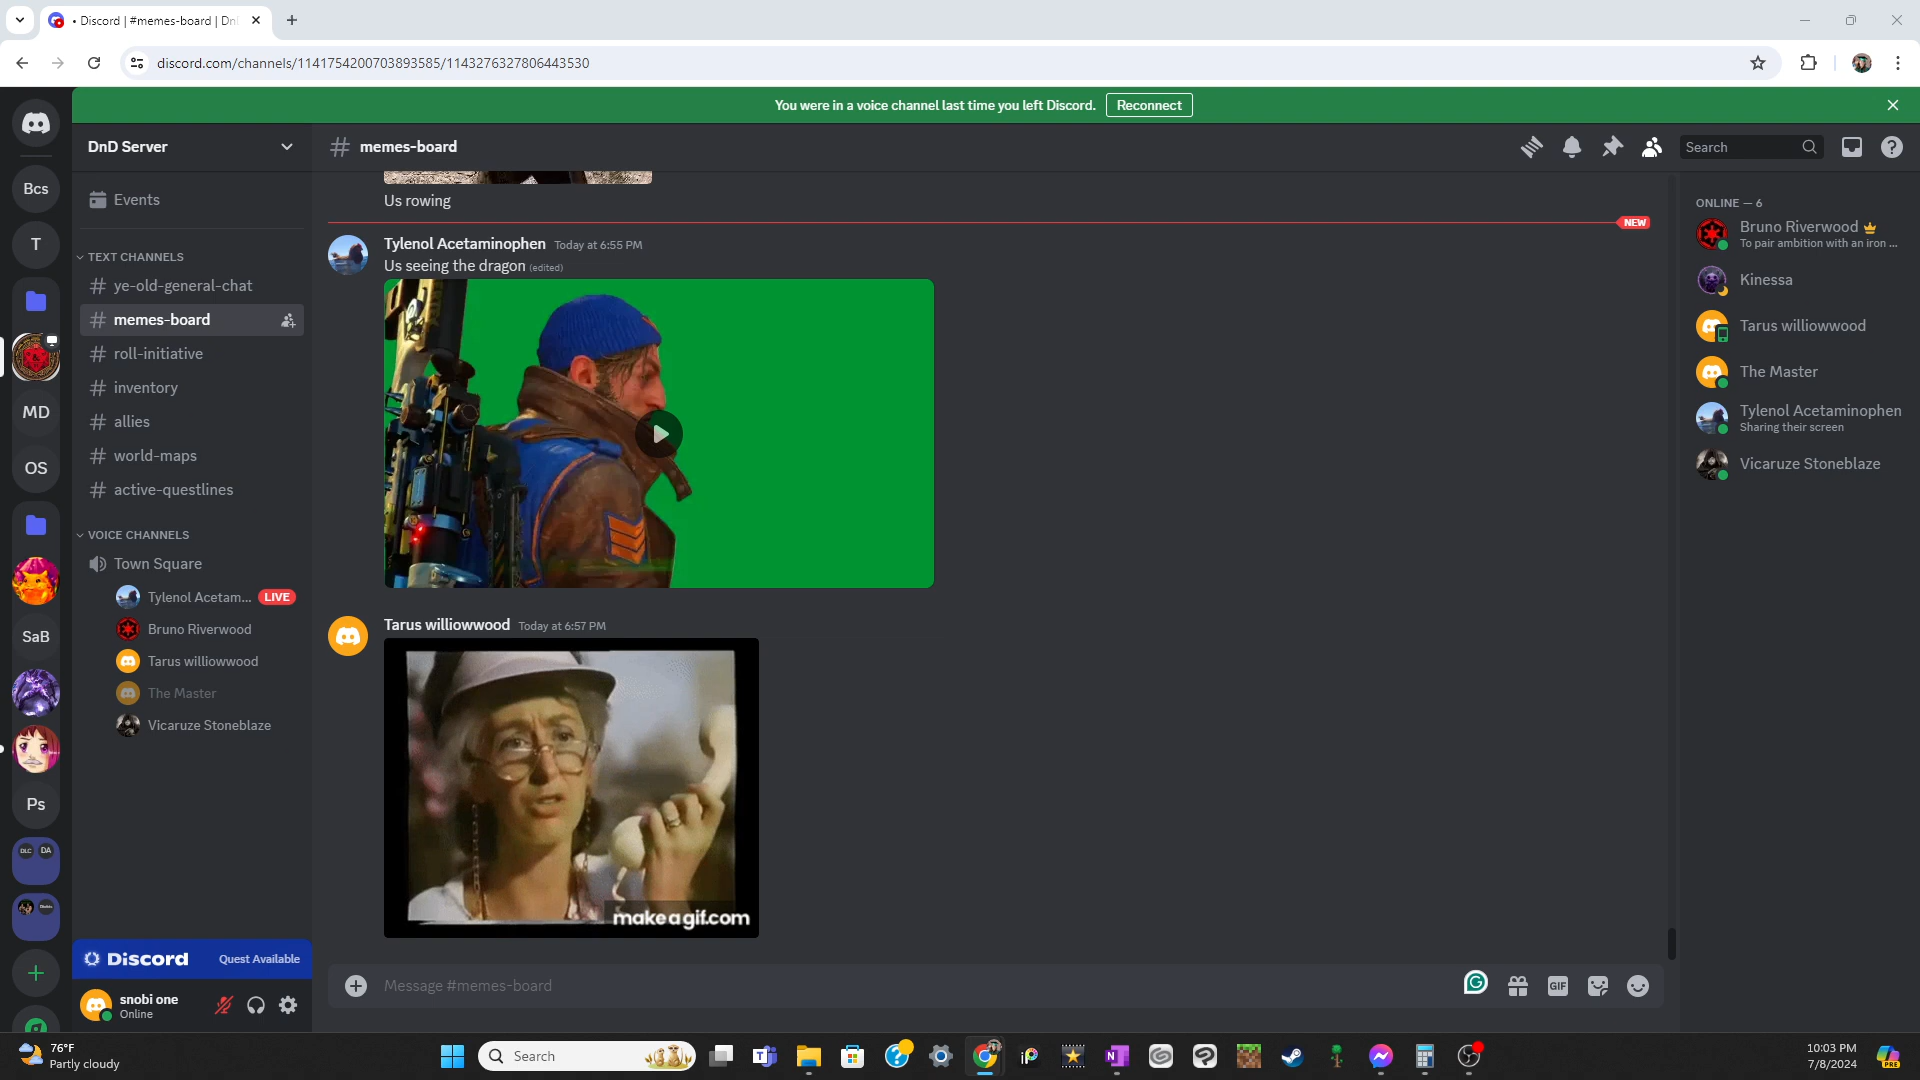 • Discord | #memes-board | Dn
discord.com/channels/1141754200703893585/1143276327806443530
You were in a voice channel last time you left Discord.
Reconnect
DnD Server
memes-board
Search
Bcs
T
MD
OS
SaB
Ps
DLC DA
Events
TEXT CHANNELS
ye-old-general-chat
memes-board
roll-initiative
inventory
allies
world-maps
active-questlines
VOICE CHANNELS
Town Square
Tylenol Acetam... LIVE
Bruno Riverwood
Tarus williowwood
The Master
Vicaruze Stoneblaze
Discord Quest Available
snobi one
Online
Us rowing
NEW
Tylenol Acetaminophen Today at 6:55 PM
Us seeing the dragon (edited)
Tarus williowwood Today at 6:57 PM
makeagif.com
Message #memes-board
GIF
ONLINE — 6
Bruno Riverwood
To pair ambition with an iron ...
Kinessa
Tarus williowwood
The Master
Tylenol Acetaminophen
Sharing their screen
Vicaruze Stoneblaze
76°F
Partly cloudy
Search
10:03 PM
7/8/2024
PRE